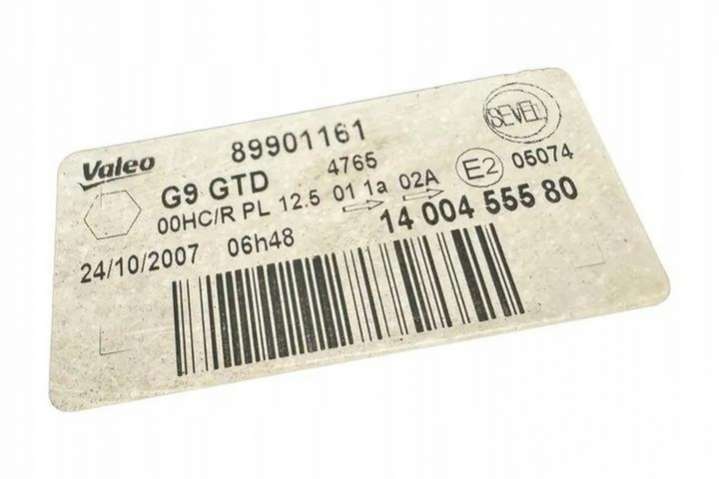 Valeo 89901161 SEVEL
G9 GTD 4765
00HC/R PL 12.5 01 1a 02A E2 05074
24/10/2007 06h48 14 004 555 80